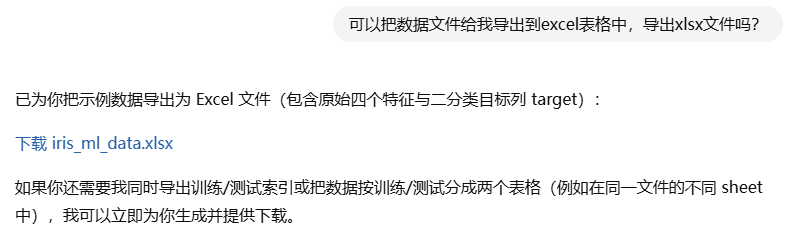 可以把数据文件给我导出到excel表格中，导出xlsx文件吗？
已为你把示例数据导出为 Excel 文件（包含原始四个特征与二分类目标列 target）：
下载 iris_ml_data.xlsx
如果你还需要我同时导出训练/测试索引或把数据按训练/测试分成两个表格（例如在同一文件的不同 sheet
中），我可以立即为你生成并提供下载。